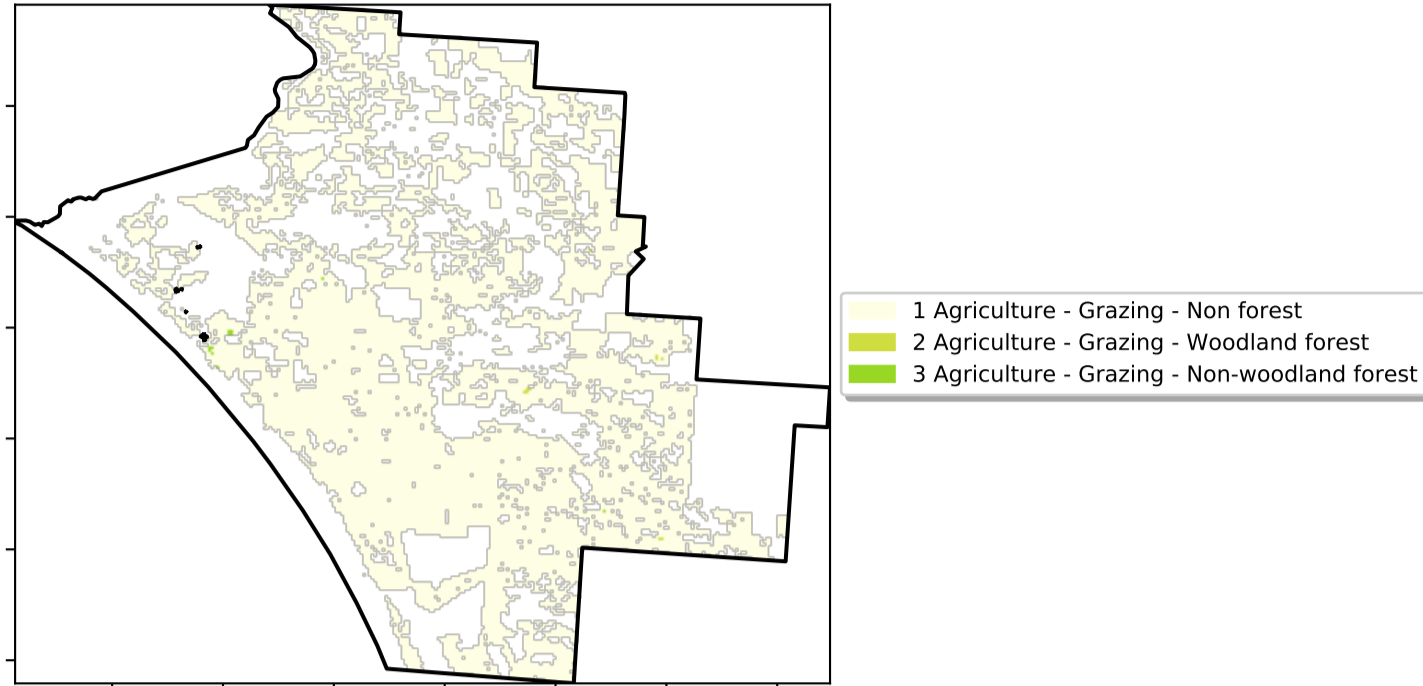 1 Agriculture - Grazing - Non forest
2 Agriculture - Grazing - Woodland forest
3 Agriculture - Grazing - Non-woodland forest